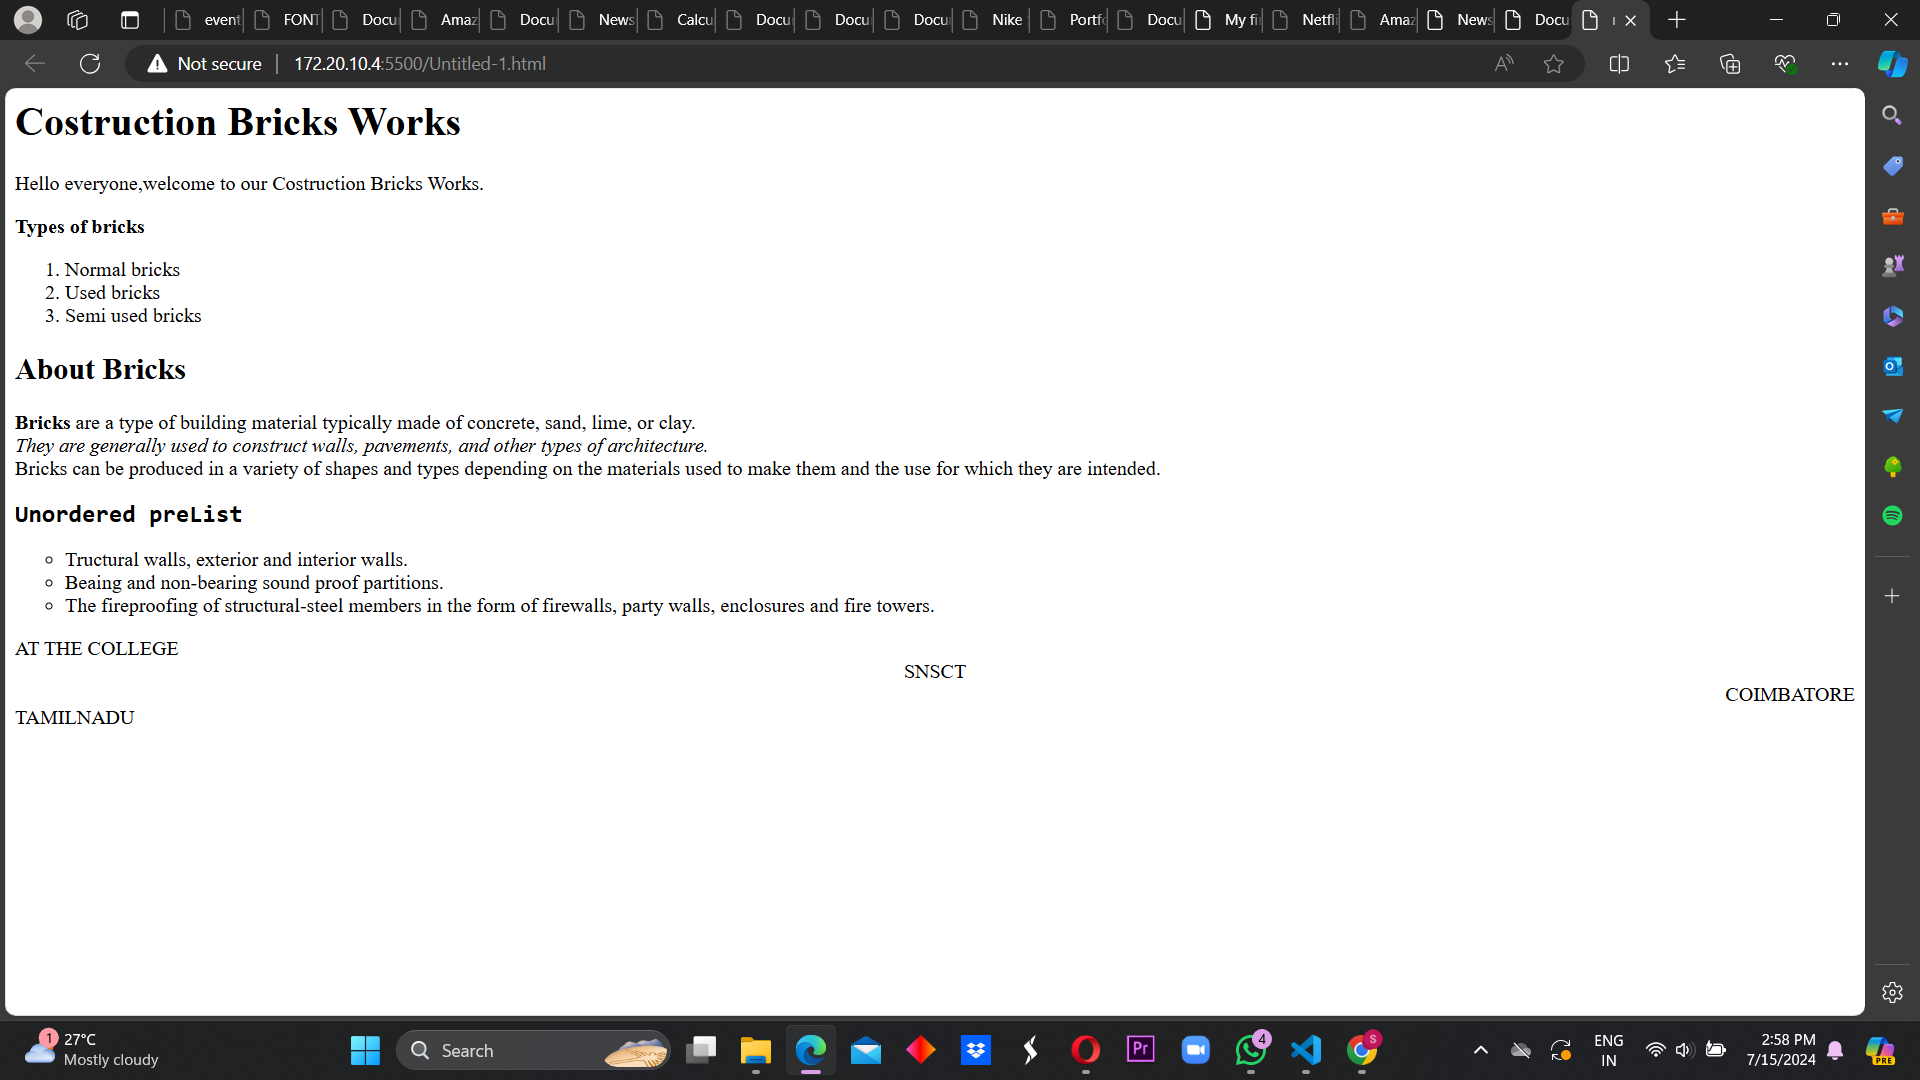 event
FONT
Docu
Amaz
Docu
News
Calcu
Docu
Docu
Docu
Nike
Portfo
Docu
My fi
Netfli
Amaz
News
Docu
Not secure
172.20.10.4:5500/Untitled-1.html
Costruction Bricks Works
Hello everyone,welcome to our Costruction Bricks Works.
Types of bricks
1. Normal bricks
2. Used bricks
3. Semi used bricks
About Bricks
Bricks are a type of building material typically made of concrete, sand, lime, or clay.
They are generally used to construct walls, pavements, and other types of architecture.
Bricks can be produced in a variety of shapes and types depending on the materials used to make them and the use for which they are intended.
Unordered preList
Tructural walls, exterior and interior walls.
Beaing and non-bearing sound proof partitions.
The fireproofing of structural-steel members in the form of firewalls, party walls, enclosures and fire towers.
AT THE COLLEGE
SNSCT
COIMBATORE
TAMILNADU
1
27°C
Mostly cloudy
Search
Pr
4
S
ENG
IN
2:58 PM
7/15/2024
PRE